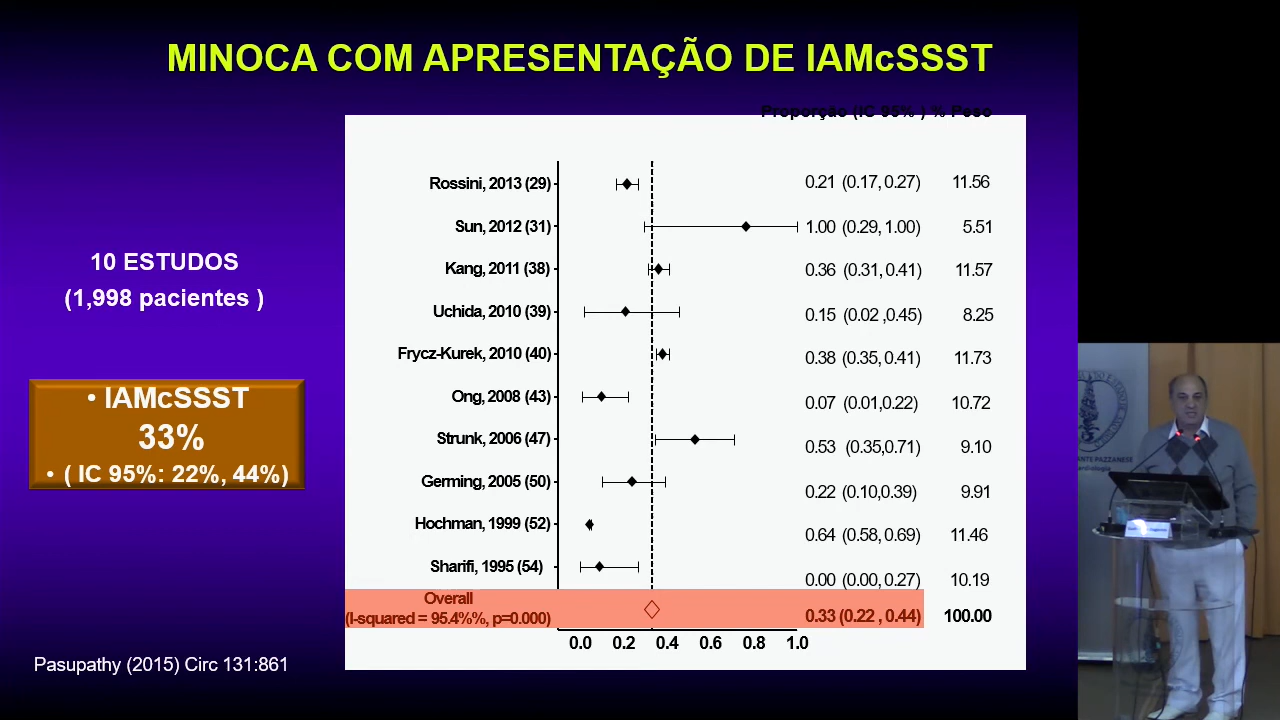 MINOCA COM APRESENTAÇÃO DE IAMcSSST
Proporção (IC 95% ) % Peso
Rossini, 2013 (29) 0.21 (0.17, 0.27) 11.56
Sun, 2012 (31) 1.00 (0.29, 1.00) 5.51
Kang, 2011 (38) 0.36 (0.31, 0.41) 11.57
Uchida, 2010 (39) 0.15 (0.02 ,0.45) 8.25
Frycz-Kurek, 2010 (40) 0.38 (0.35, 0.41) 11.73
Ong, 2008 (43) 0.07 (0.01,0.22) 10.72
Strunk, 2006 (47) 0.53 (0.35,0.71) 9.10
Germing, 2005 (50) 0.22 (0.10,0.39) 9.91
Hochman, 1999 (52) 0.64 (0.58, 0.69) 11.46
Sharifi, 1995 (54) 0.00 (0.00, 0.27) 10.19
Overall
(I-squared = 95.4%%, p=0.000) 0.33 (0.22 , 0.44) 100.00
0.0 0.2 0.4 0.6 0.8 1.0
10 ESTUDOS
(1,998 pacientes )
• IAMcSSST
33%
• ( IC 95%: 22%, 44%)
Pasupathy (2015) Circ 131:861
ANTE PAZZANESE